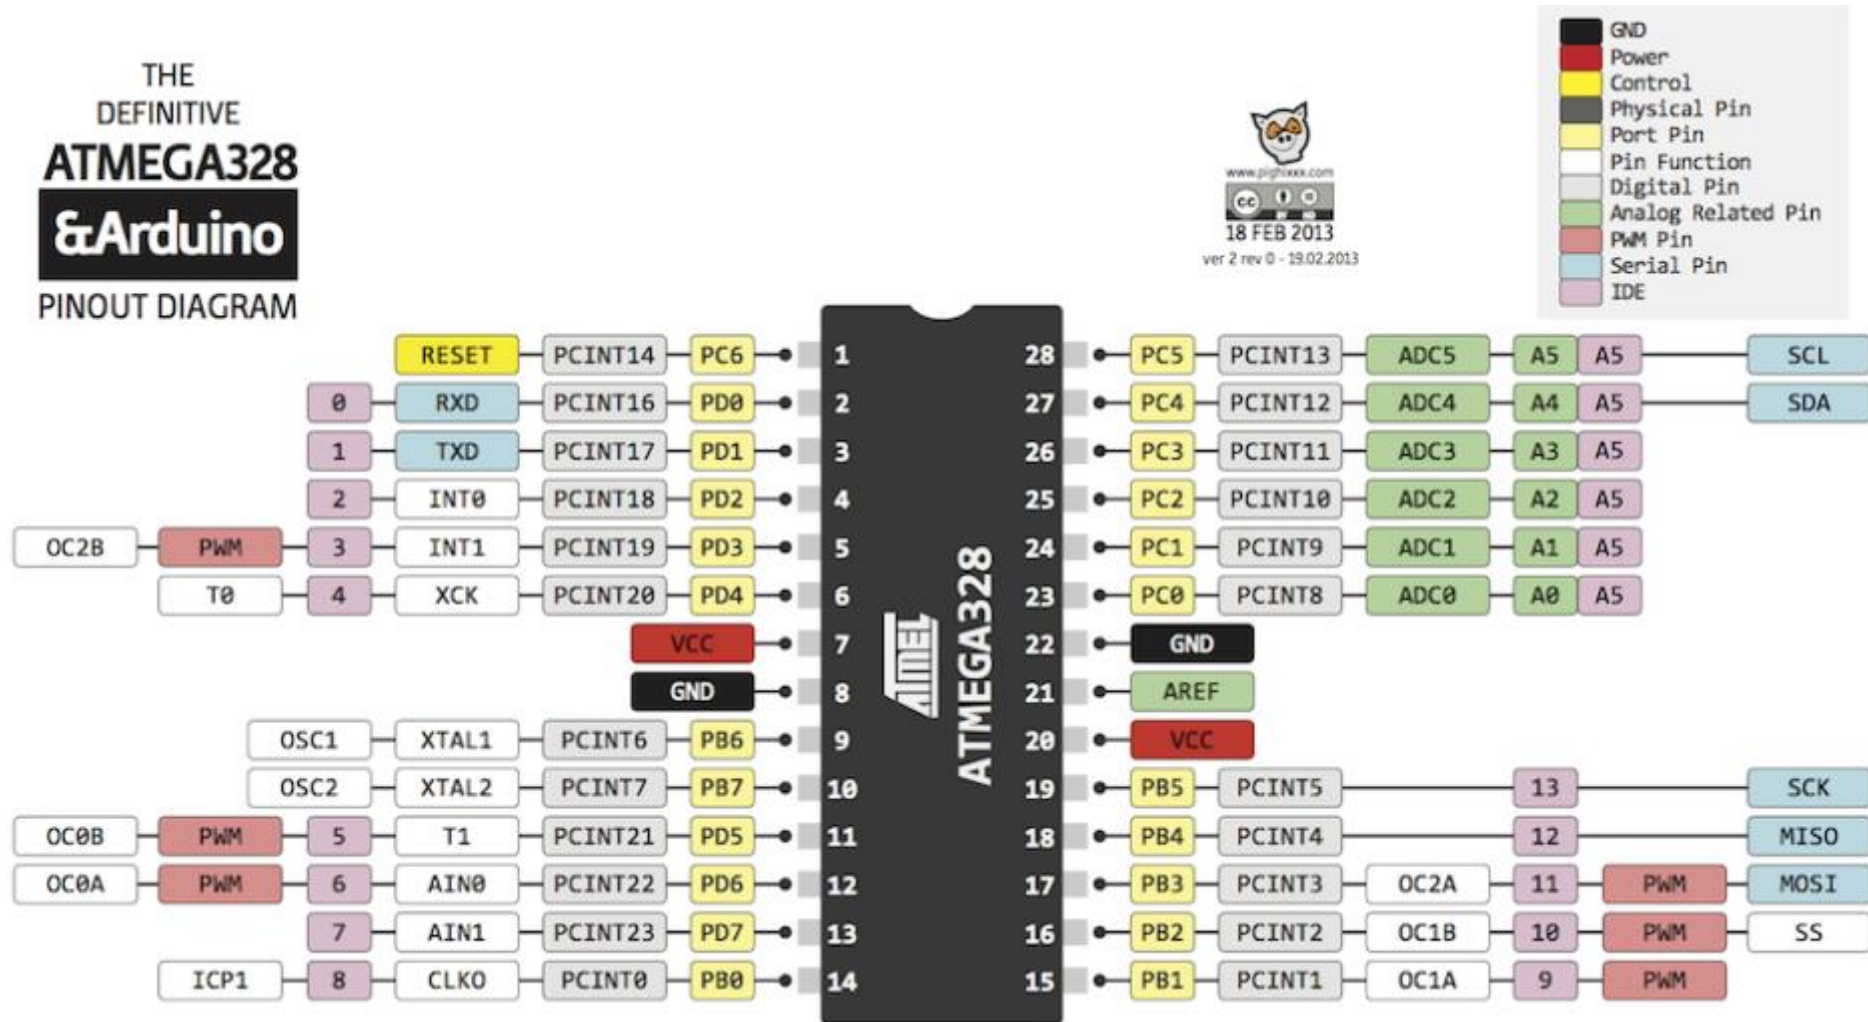 THE
DEFINITIVE
ATMEGA328
&Arduino
PINOUT DIAGRAM
www.pighixxx.com
cc
18 FEB 2013
ver 2 rev 0 - 19.02.2013
GND
Power
Control
Physical Pin
Port Pin
Pin Function
Digital Pin
Analog Related Pin
PWM Pin
Serial Pin
IDE
RESET PCINT14 PC6 1 28 PC5 PCINT13 ADC5 A5 A5 SCL
0 RXD PCINT16 PD0 2 27 PC4 PCINT12 ADC4 A4 A5 SDA
1 TXD PCINT17 PD1 3 26 PC3 PCINT11 ADC3 A3 A5
2 INT0 PCINT18 PD2 4 25 PC2 PCINT10 ADC2 A2 A5
OC2B PWM 3 INT1 PCINT19 PD3 5 24 PC1 PCINT9 ADC1 A1 A5
T0 4 XCK PCINT20 PD4 6 23 PC0 PCINT8 ADC0 A0 A5
VCC 7 22 GND
GND 8 21 AREF
OSC1 XTAL1 PCINT6 PB6 9 20 VCC
OSC2 XTAL2 PCINT7 PB7 10 19 PB5 PCINT5 13 SCK
OC0B PWM 5 T1 PCINT21 PD5 11 18 PB4 PCINT4 12 MISO
OC0A PWM 6 AIN0 PCINT22 PD6 12 17 PB3 PCINT3 OC2A 11 PWM MOSI
7 AIN1 PCINT23 PD7 13 16 PB2 PCINT2 OC1B 10 PWM SS
ICP1 8 CLKO PCINT0 PB0 14 15 PB1 PCINT1 OC1A 9 PWM
ATMEL
ATMEGA328